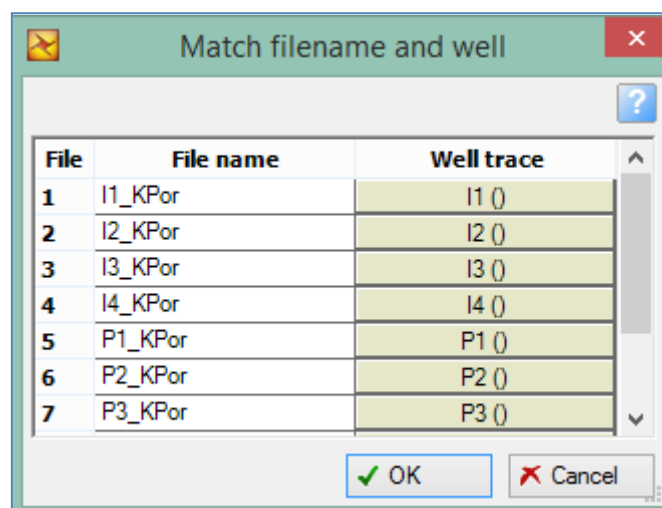 Match filename and well
?
File File name Well trace
1 I1_KPor I1 ()
2 I2_KPor I2 ()
3 I3_KPor I3 ()
4 I4_KPor I4 ()
5 P1_KPor P1 ()
6 P2_KPor P2 ()
7 P3_KPor P3 ()
OK Cancel